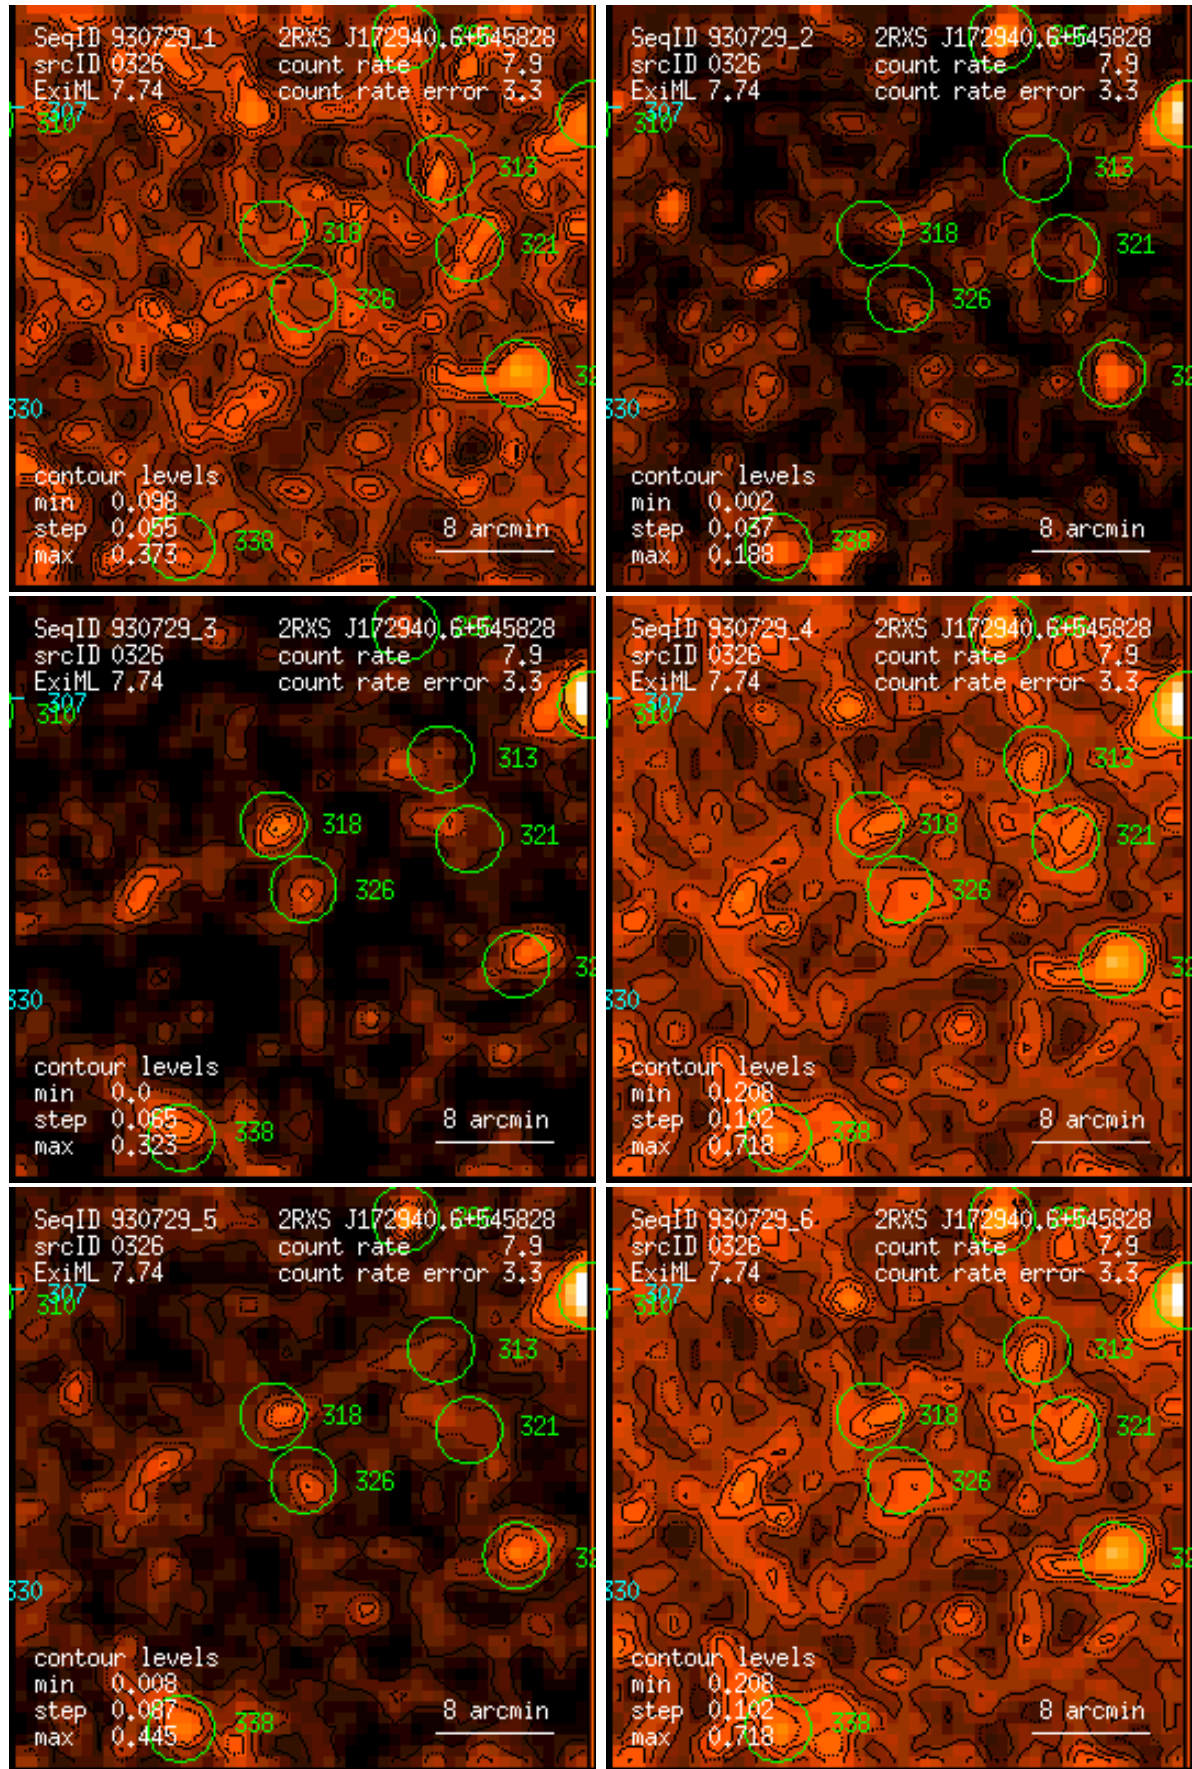 SeqID 930729_1 2RXS J172940.6+545828
srcID 0326 count rate 7.9
ExiML 7.74 count rate error 3.3
307
310
313
318
321
326
32
330
contour levels
min 0.098
step 0.055
max 0.373
338
8 arcmin
SeqID 930729_2 2RXS J172940.6+545828
srcID 0326 count rate 7.9
ExiML 7.74 count rate error 3.3
307
310
313
318
321
326
32
330
contour levels
min 0.002
step 0.037
max 0.188
338
8 arcmin
SeqID 930729_3 2RXS J172940.6+545828
srcID 0326 count rate 7.9
ExiML 7.74 count rate error 3.3
307
310
313
318
321
326
32
330
contour levels
min 0.0
step 0.065
max 0.323
338
8 arcmin
SeqID 930729_4 2RXS J172940.6+545828
srcID 0326 count rate 7.9
ExiML 7.74 count rate error 3.3
307
310
313
318
321
326
32
330
contour levels
min 0.208
step 0.102
max 0.718
338
8 arcmin
SeqID 930729_5 2RXS J172940.6+545828
srcID 0326 count rate 7.9
ExiML 7.74 count rate error 3.3
307
310
313
318
321
326
32
330
contour levels
min 0.008
step 0.087
max 0.445
338
8 arcmin
SeqID 930729_6 2RXS J172940.6+545828
srcID 0326 count rate 7.9
ExiML 7.74 count rate error 3.3
307
310
313
318
321
326
32
330
contour levels
min 0.208
step 0.102
max 0.718
338
8 arcmin